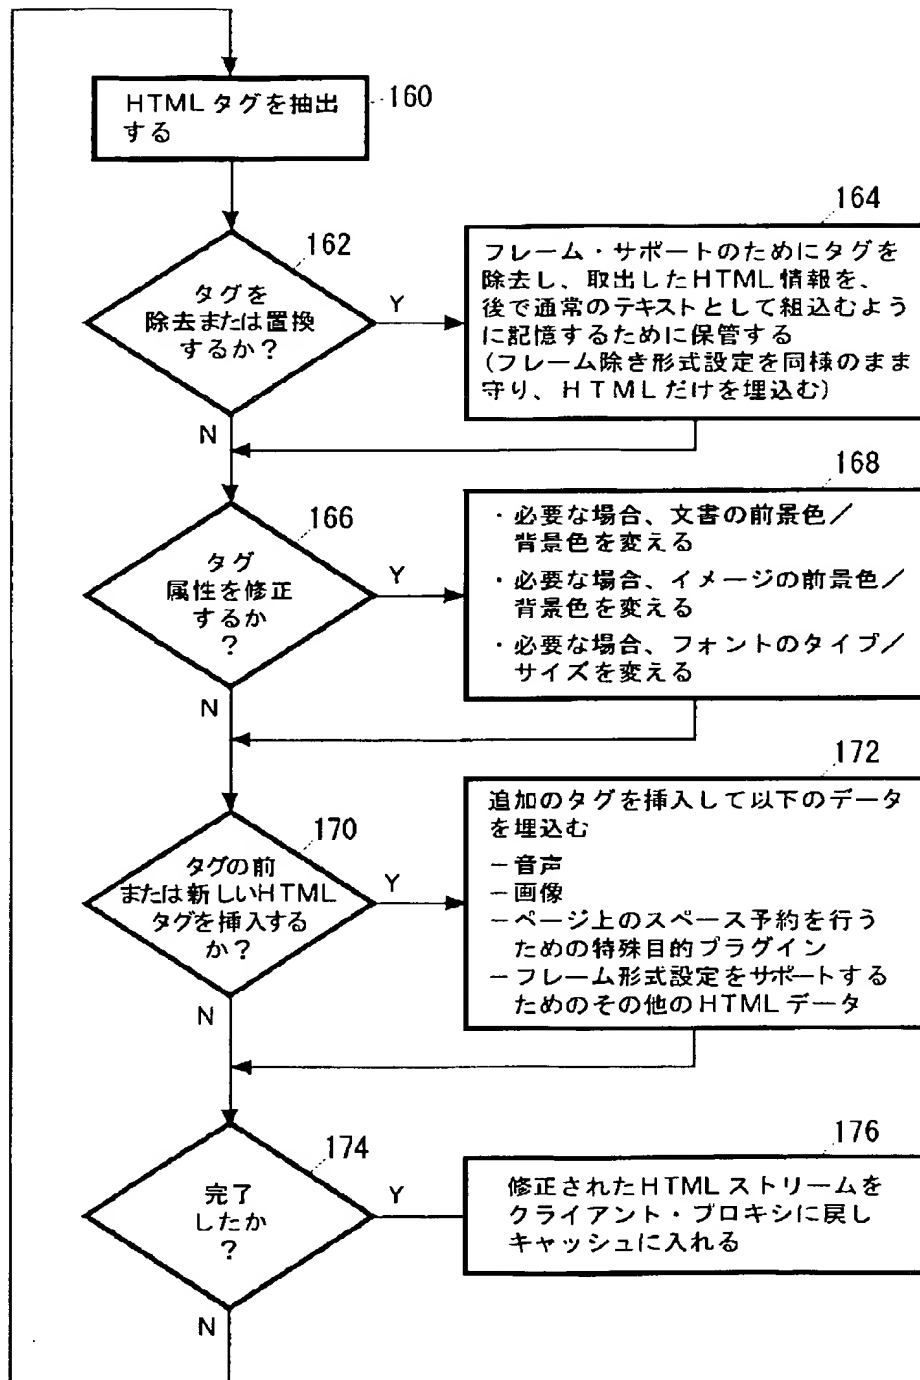 HTMLタグを抽出
する
160
162
タグを
除去または置換
するか?
Y
N
164
フレーム・サポートのためにタグを
除去し、取出したHTML情報を、
後で通常のテキストとして組込むよう
に記憶するために保管する
(フレーム除き形式設定を同様のまま
守り、HTMLだけを埋込む)
166
タグ
属性を修正
するか
?
Y
N
168
・必要な場合、文書の前景色/
背景色を変える
・必要な場合、イメージの前景色/
背景色を変える
・必要な場合、フォントのタイプ/
サイズを変える
170
タグの前
または新しいHTML
タグを挿入する
か?
Y
N
172
追加のタグを挿入して以下のデータ
を埋込む
－音声
－画像
－ページ上のスペース予約を行う
ための特殊目的プラグイン
－フレーム形式設定をサポートする
ためのその他のHTMLデータ
174
完了
したか
?
Y
N
176
修正されたHTMLストリームを
クライアント・プロキシに戻し
キャッシュに入れる